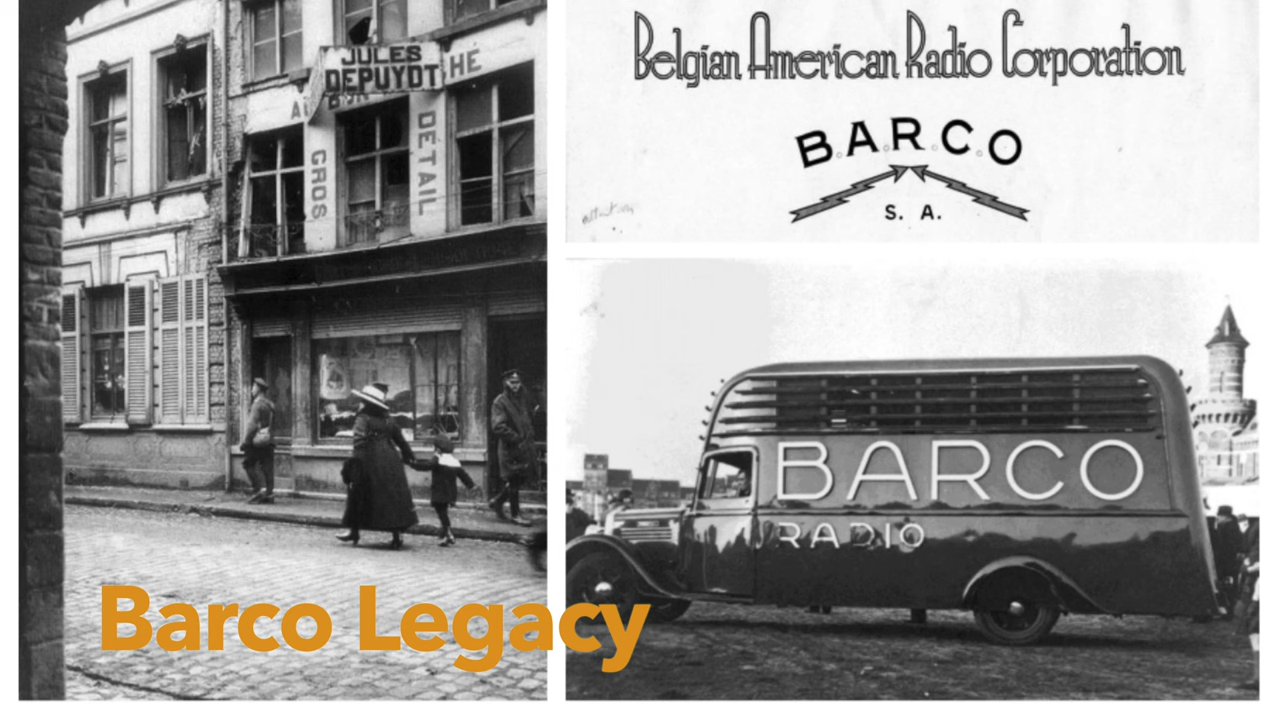 JULES
DEPUYDT
HÉ
GROS
DÉTAIL
Belgian American Radio Corporation
B.A.R.C.O
S. A.
BARCO
RADIO
Barco Legacy